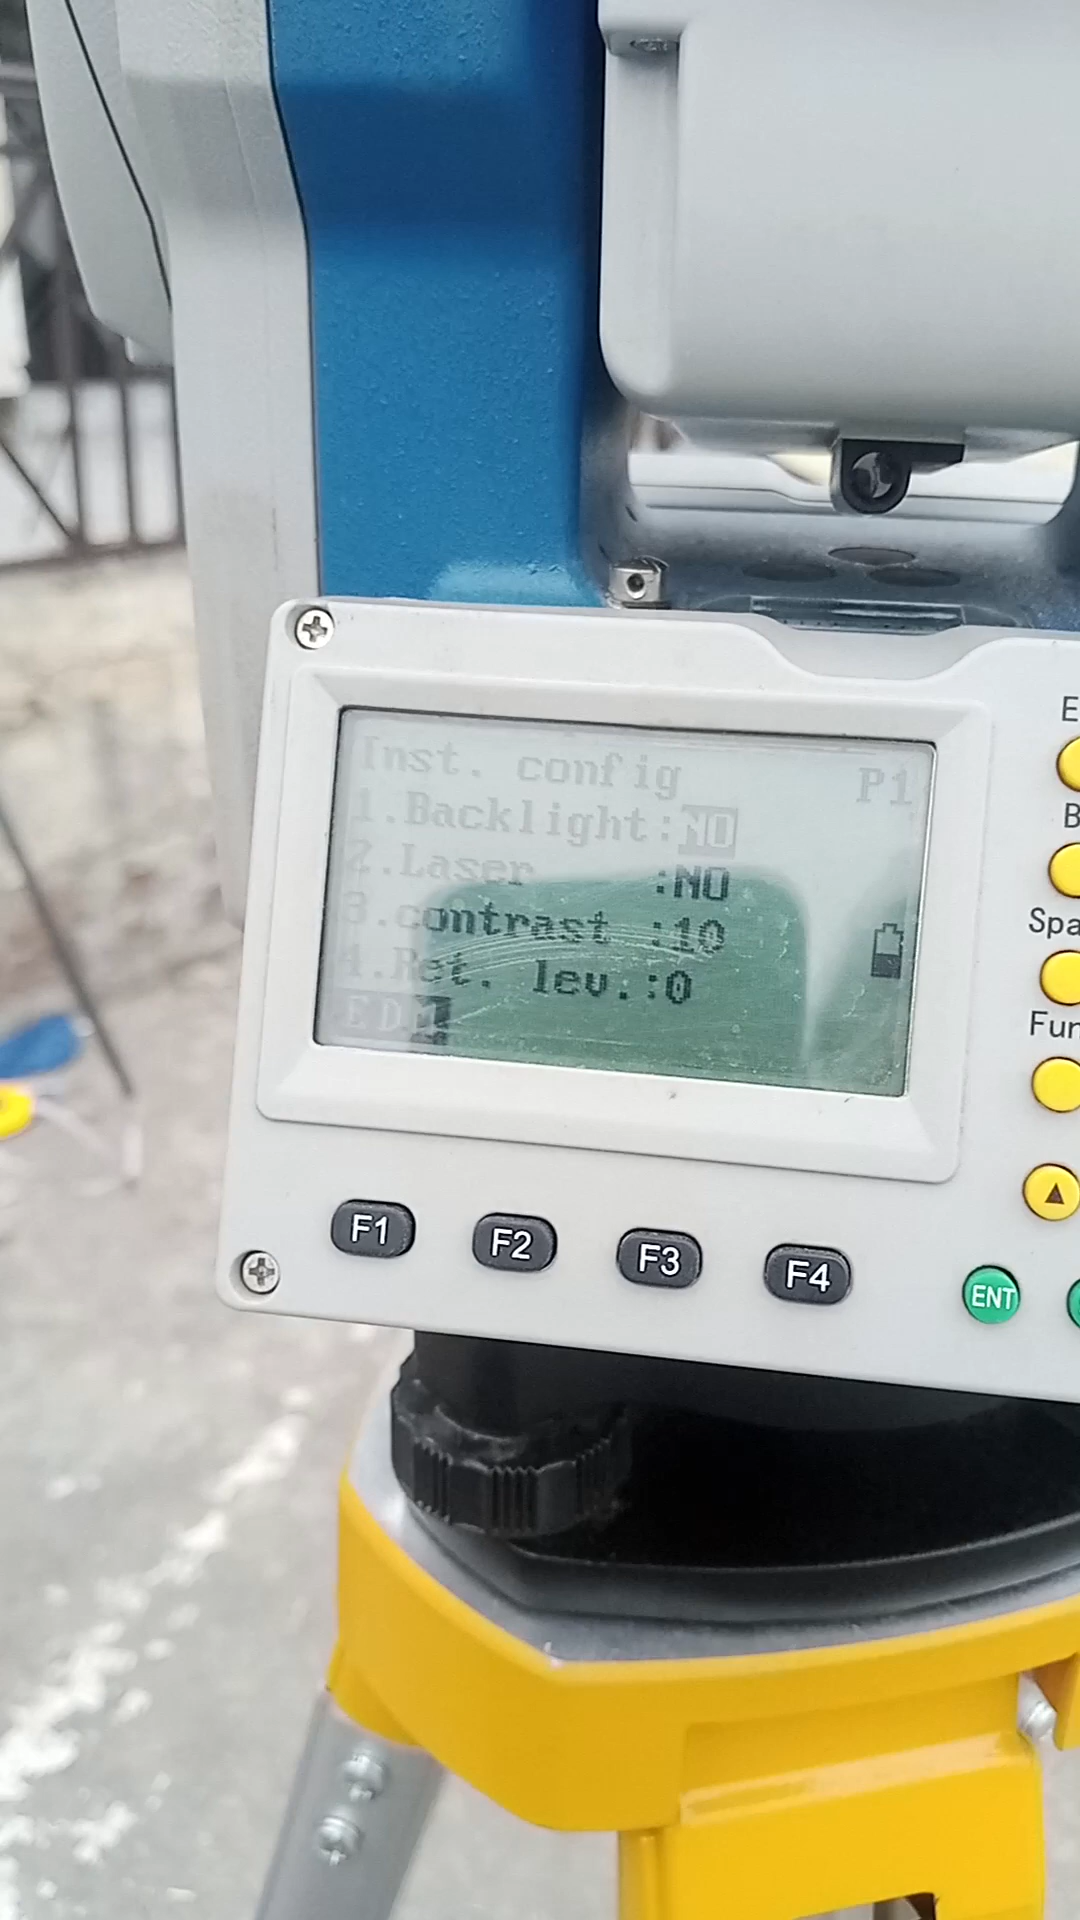 Inst. config P1
1.Backlight:NO
2.Laser :NO
3.contrast :10
4.Ret. lev.:0
F1 F2 F3 F4 ENT